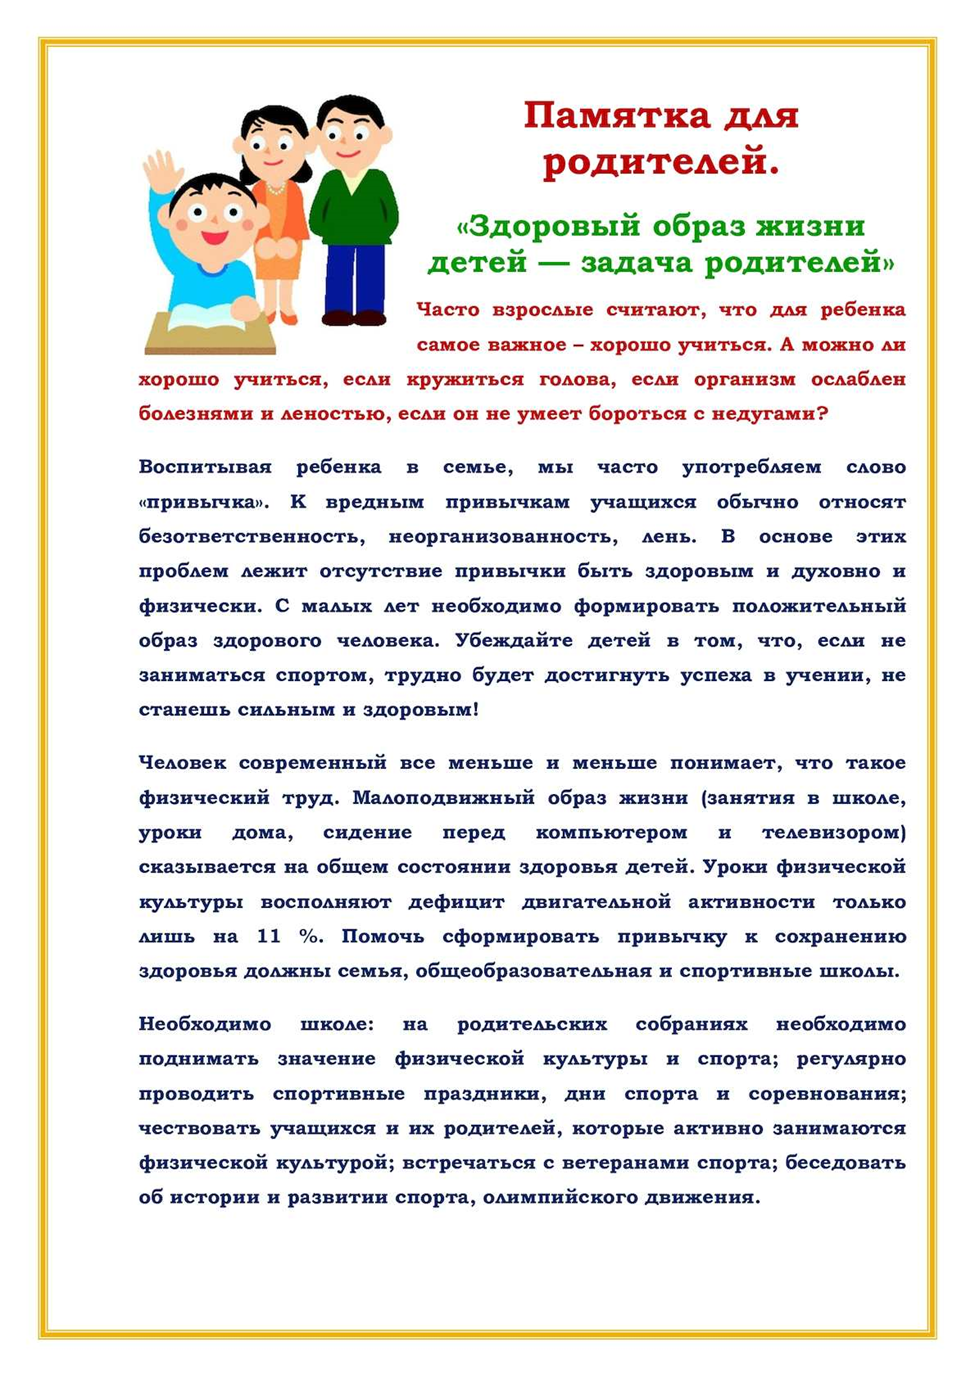 Памятка для
родителей.
«Здоровый образ жизни
детей — задача родителей»
Часто взрослые считают, что для ребенка
самое важное – хорошо учиться. А можно ли
хорошо учиться, если кружиться голова, если организм ослаблен
болезнями и леностью, если он не умеет бороться с недугами?
Воспитывая ребенка в семье, мы часто употребляем слово
«привычка». К вредным привычкам учащихся обычно относят
безответственность, неорганизованность, лень. В основе этих
проблем лежит отсутствие привычки быть здоровым и духовно и
физически. С малых лет необходимо формировать положительный
образ здорового человека. Убеждайте детей в том, что, если не
заниматься спортом, трудно будет достигнуть успеха в учении, не
станешь сильным и здоровым!
Человек современный все меньше и меньше понимает, что такое
физический труд. Малоподвижный образ жизни (занятия в школе,
уроки дома, сидение перед компьютером и телевизором)
сказывается на общем состоянии здоровья детей. Уроки физической
культуры восполняют дефицит двигательной активности только
лишь на 11 %. Помочь сформировать привычку к сохранению
здоровья должны семья, общеобразовательная и спортивные школы.
Необходимо школе: на родительских собраниях необходимо
поднимать значение физической культуры и спорта; регулярно
проводить спортивные праздники, дни спорта и соревнования;
чествовать учащихся и их родителей, которые активно занимаются
физической культурой; встречаться с ветеранами спорта; беседовать
об истории и развитии спорта, олимпийского движения.